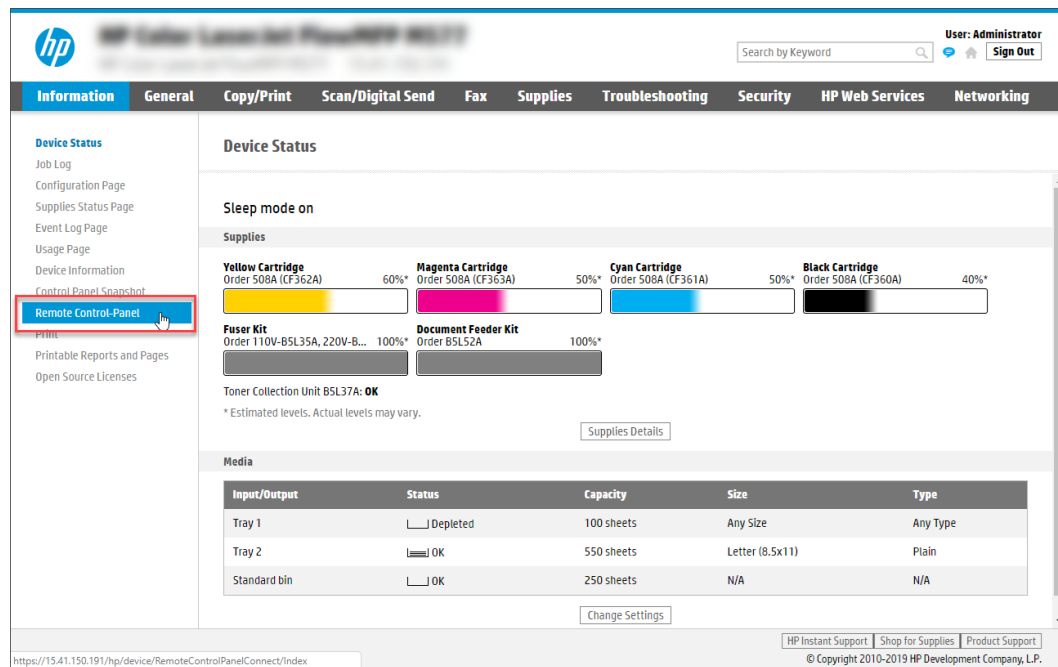 hp
User: Administrator
Search by Keyword
Sign Out
Information General Copy/Print Scan/Digital Send Fax Supplies Troubleshooting Security HP Web Services Networking
Device Status
Job Log
Configuration Page
Supplies Status Page
Event Log Page
Usage Page
Device Information
Control Panel Snapshot
Remote Control-Panel
Print
Printable Reports and Pages
Open Source Licenses
Device Status
Sleep mode on
Supplies
Yellow Cartridge Magenta Cartridge Cyan Cartridge Black Cartridge
Order 508A (CF362A) 60%* Order 508A (CF363A) 50%* Order 508A (CF361A) 50%* Order 508A (CF360A) 40%*
Fuser Kit Document Feeder Kit
Order 110V-B5L35A, 220V-B... 100%* Order B5L52A 100%*
Toner Collection Unit B5L37A: OK
* Estimated levels. Actual levels may vary.
Supplies Details
Media
Input/Output Status Capacity Size Type
Tray 1 Depleted 100 sheets Any Size Any Type
Tray 2 OK 550 sheets Letter (8.5x11) Plain
Standard bin OK 250 sheets N/A N/A
Change Settings
HP Instant Support Shop for Supplies Product Support
https://15.41.150.191/hp/device/RemoteControlPanelConnect/Index © Copyright 2010-2019 HP Development Company, L.P.